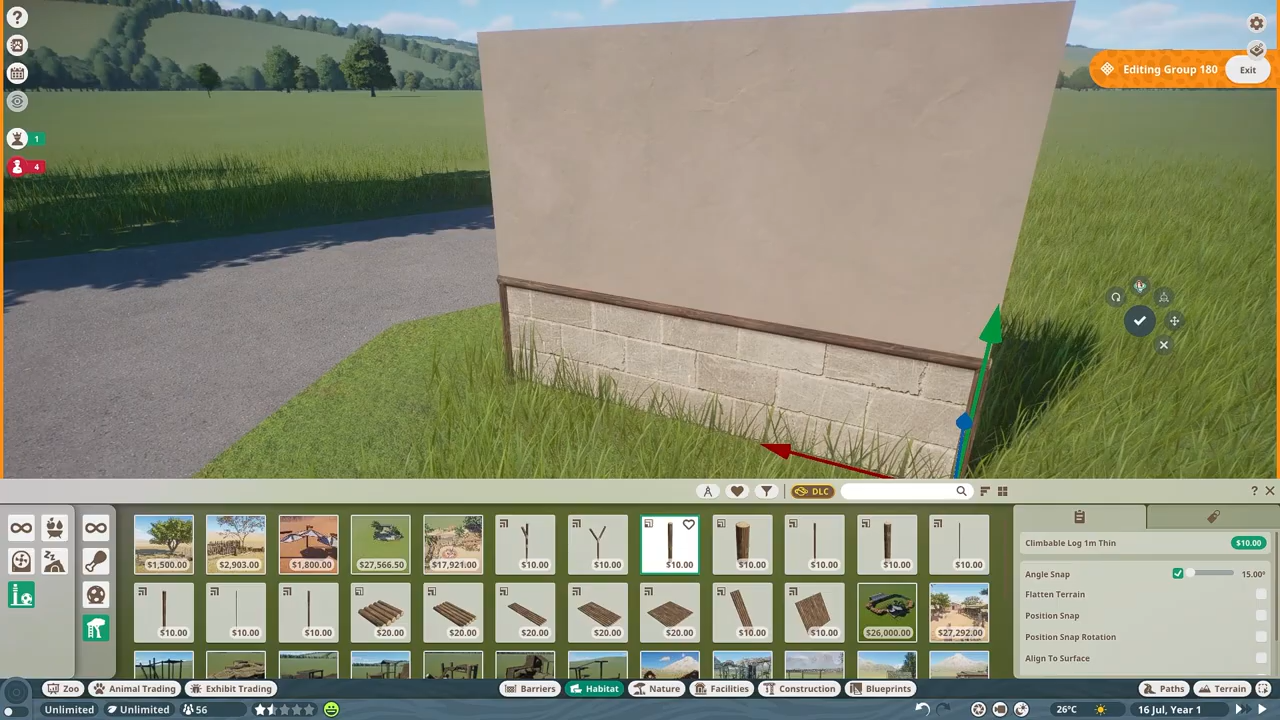 ?
Editing Group 180
Exit
1
4
DLC
? ✕
$1,500.00
$2,903.00
$1,800.00
$27,566.50
$17,921.00
$10.00
$10.00
$10.00
$10.00
$10.00
$10.00
$10.00
Climbable Log 1m Thin
$10.00
Angle Snap
15.00°
Flatten Terrain
Position Snap
Position Snap Rotation
Align To Surface
$10.00
$10.00
$10.00
$20.00
$20.00
$20.00
$20.00
$20.00
$10.00
$10.00
$26,000.00
$27,292.00
Zoo
Animal Trading
Exhibit Trading
Barriers
Habitat
Nature
Facilities
Construction
Blueprints
Paths
Terrain
Unlimited
Unlimited
56
26°C
16 Jul, Year 1